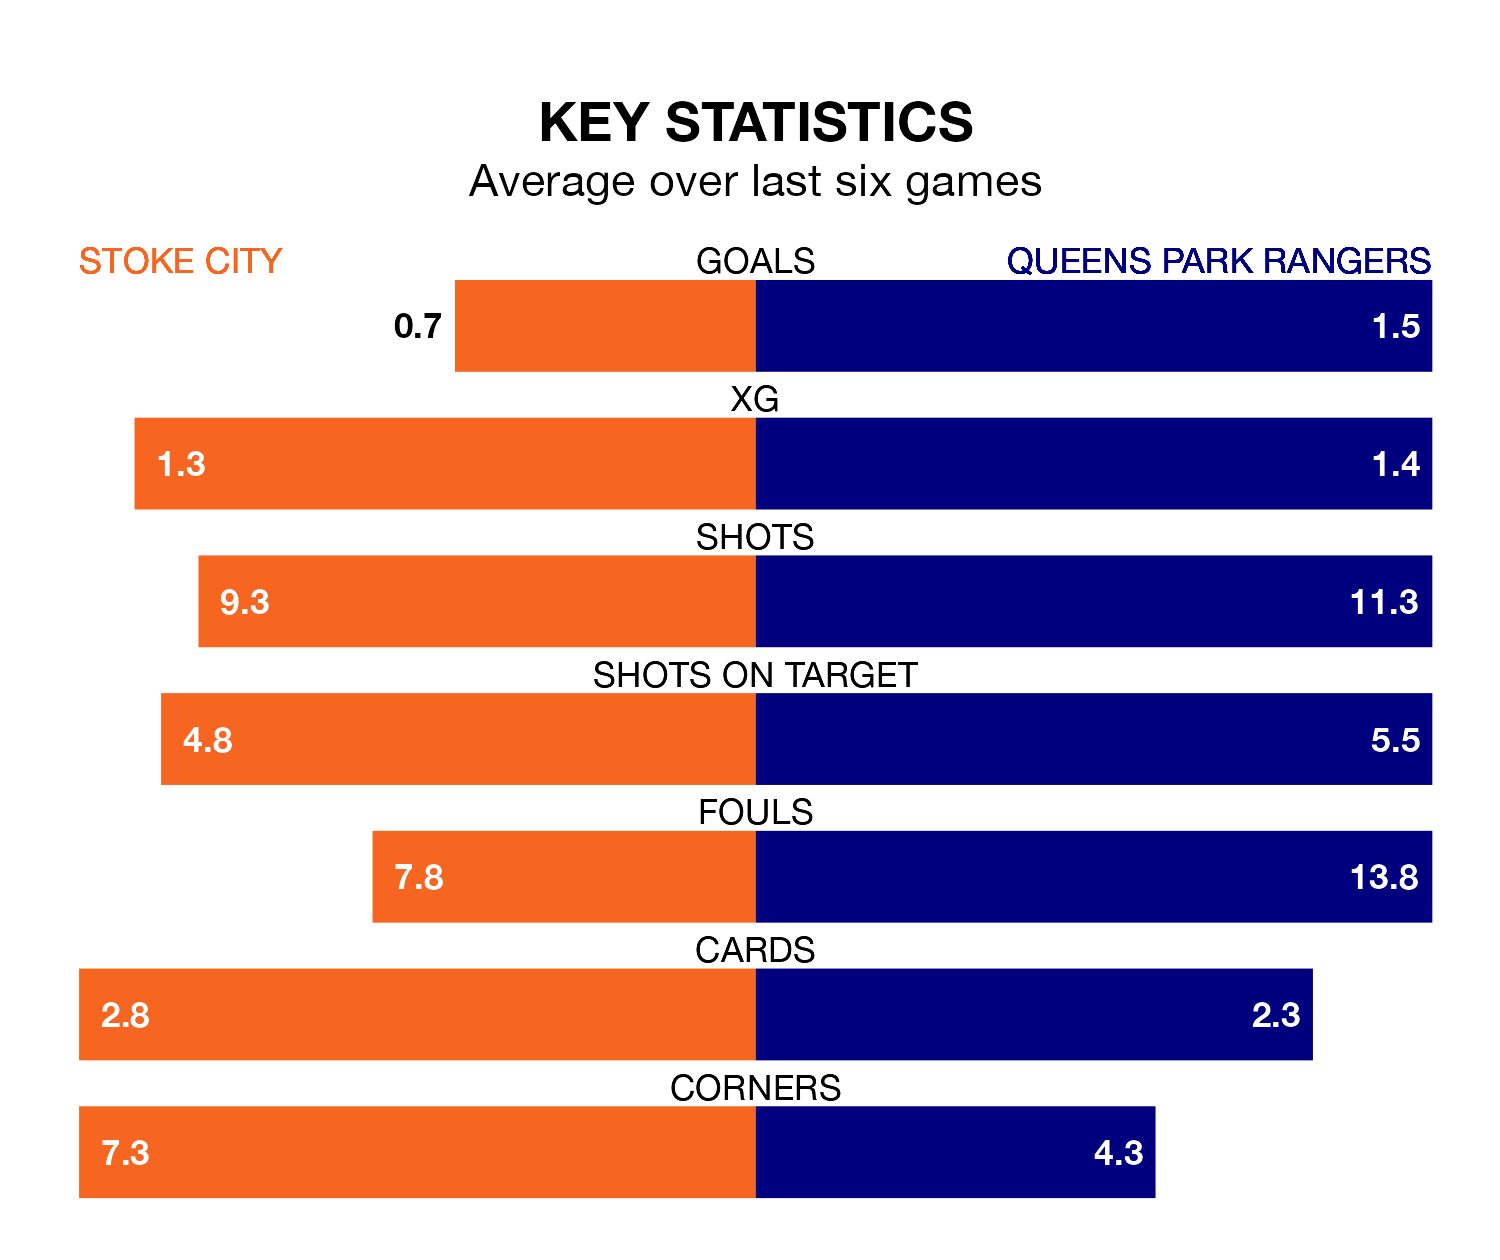 KEY STATISTICS
Average over last six games
STOKE CITY GOALS QUEENS PARK RANGERS
0.7 1.5
XG
1.3 1.4
SHOTS
9.3 11.3
SHOTS ON TARGET
4.8 5.5
FOULS
7.8 13.8
CARDS
2.8 2.3
CORNERS
7.3 4.3